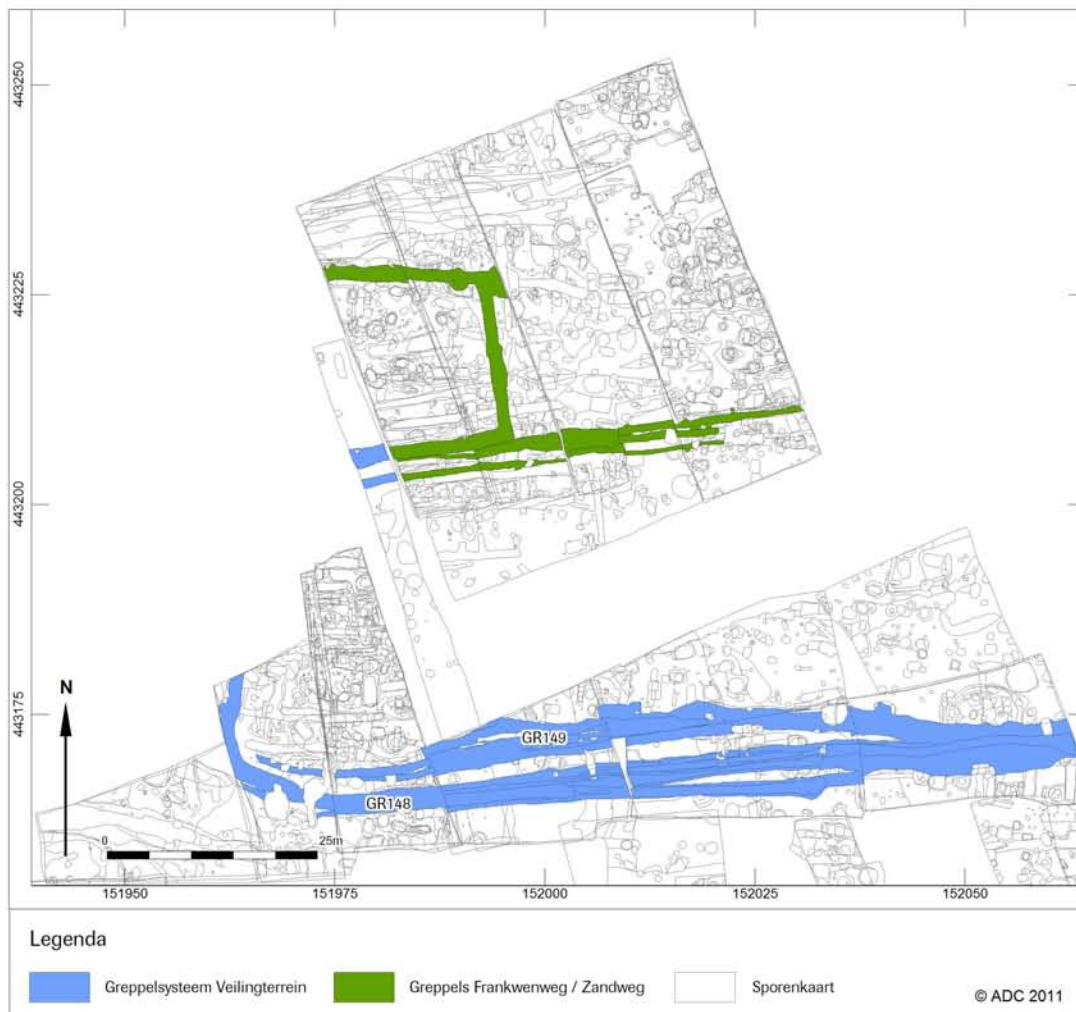 443250
443225
443200
443175
N
GR149
GR148
0
25m
151950
151975
152000
152025
152050
Legenda
Greppelsysteem Veilingterrein
Greppels Frankwenweg / Zandweg
Sporenkaart
© ADC 2011